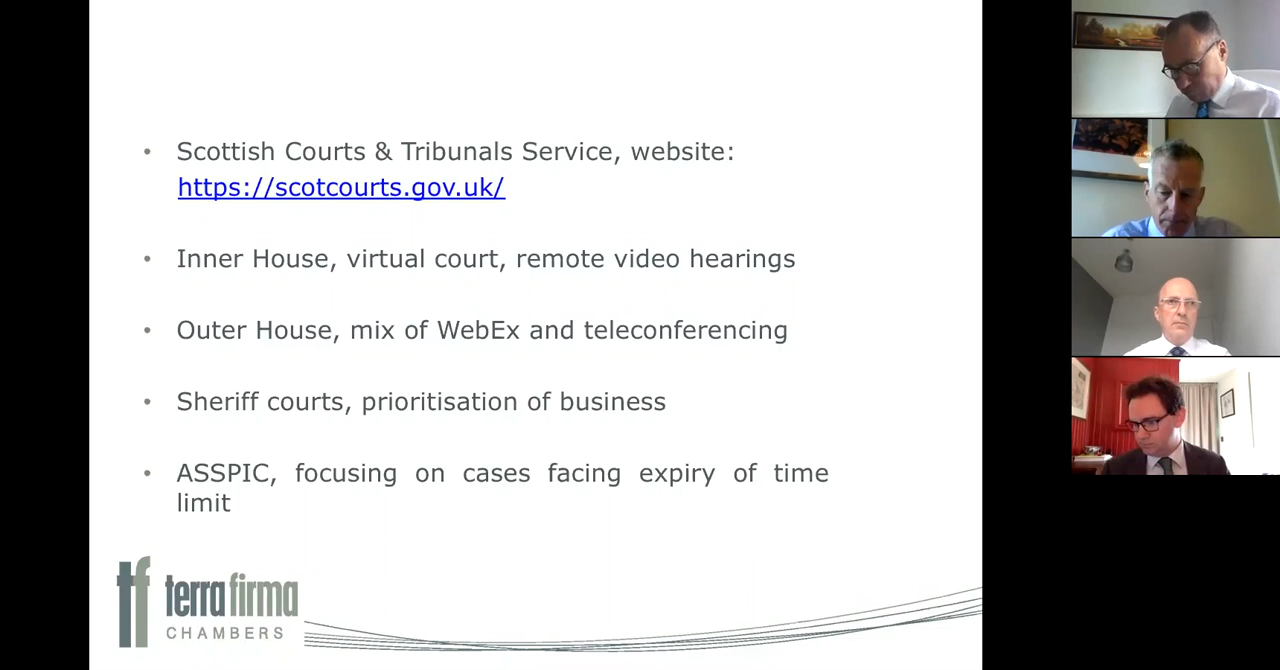 • Scottish Courts & Tribunals Service, website:
https://scotcourts.gov.uk/
• Inner House, virtual court, remote video hearings
• Outer House, mix of WebEx and teleconferencing
• Sheriff courts, prioritisation of business
• ASSPIC, focusing on cases facing expiry of time
limit
tf terra firma
CHAMBERS